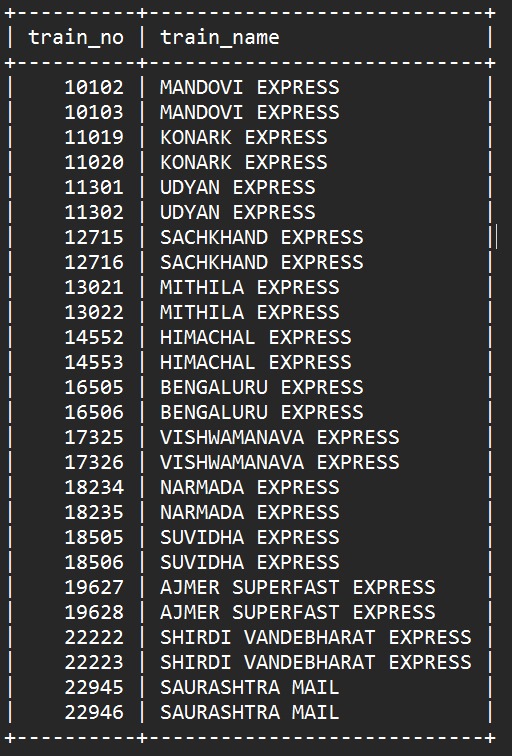 +----------+----------------------------+
| train_no | train_name                 |
+----------+----------------------------+
|    10102 | MANDOVI EXPRESS            |
|    10103 | MANDOVI EXPRESS            |
|    11019 | KONARK EXPRESS             |
|    11020 | KONARK EXPRESS             |
|    11301 | UDYAN EXPRESS              |
|    11302 | UDYAN EXPRESS              |
|    12715 | SACHKHAND EXPRESS          |
|    12716 | SACHKHAND EXPRESS          |
|    13021 | MITHILA EXPRESS            |
|    13022 | MITHILA EXPRESS            |
|    14552 | HIMACHAL EXPRESS           |
|    14553 | HIMACHAL EXPRESS           |
|    16505 | BENGALURU EXPRESS          |
|    16506 | BENGALURU EXPRESS          |
|    17325 | VISHWAMANAVA EXPRESS       |
|    17326 | VISHWAMANAVA EXPRESS       |
|    18234 | NARMADA EXPRESS            |
|    18235 | NARMADA EXPRESS            |
|    18505 | SUVIDHA EXPRESS            |
|    18506 | SUVIDHA EXPRESS            |
|    19627 | AJMER SUPERFAST EXPRESS    |
|    19628 | AJMER SUPERFAST EXPRESS    |
|    22222 | SHIRDI VANDEBHARAT EXPRESS |
|    22223 | SHIRDI VANDEBHARAT EXPRESS |
|    22945 | SAURASHTRA MAIL            |
|    22946 | SAURASHTRA MAIL            |
+----------+----------------------------+